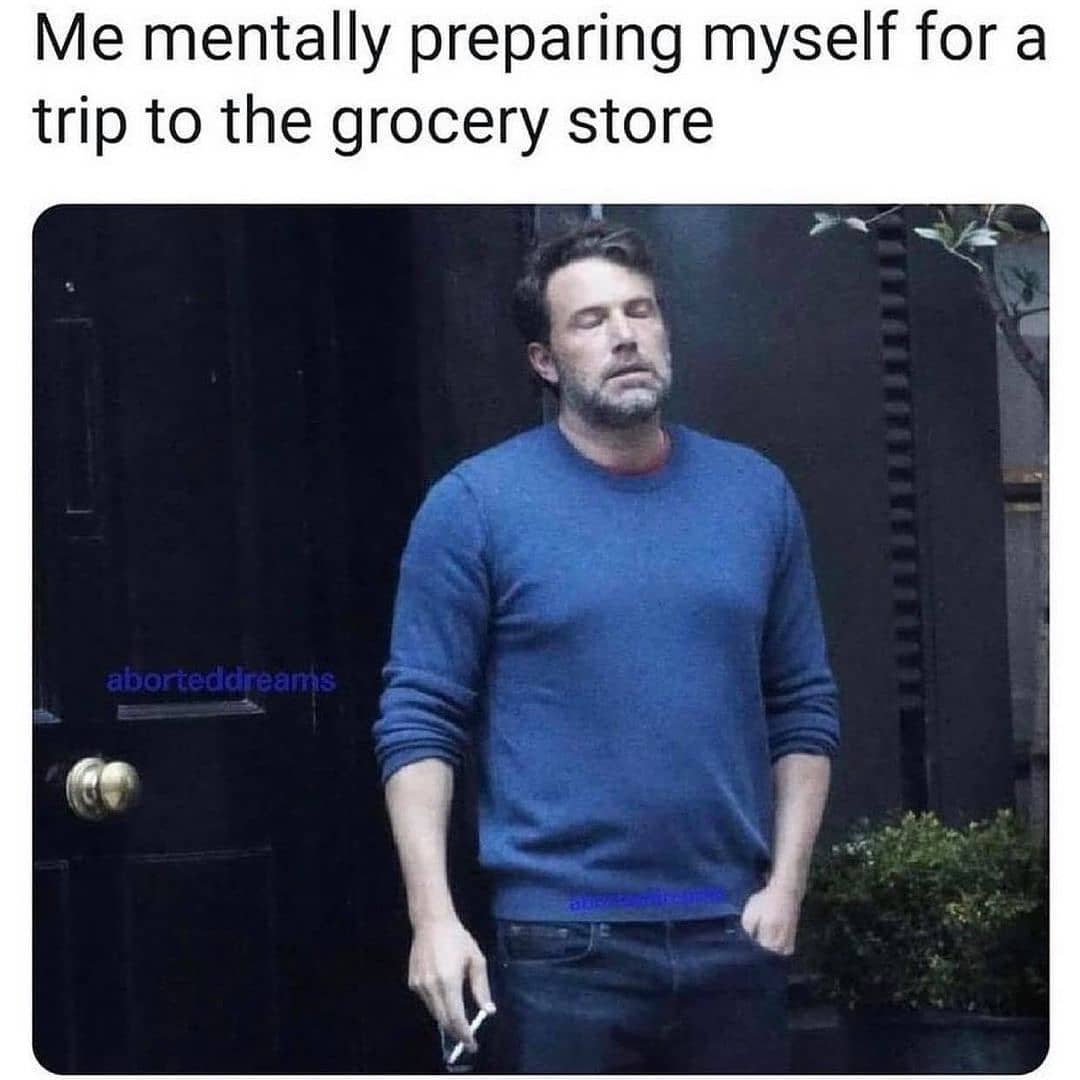 Me mentally preparing myself for a
trip to the grocery store
aborteddreams